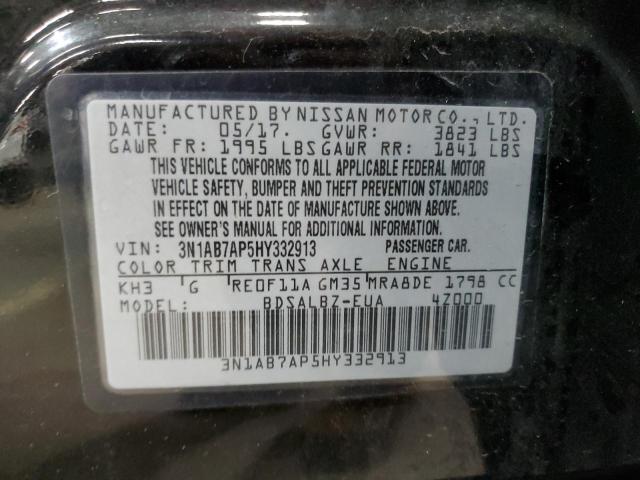 MANUFACTURED BY NISSAN MOTOR CO., LTD.
DATE: 05/17. GVWR: 3823 LBS
GAWR FR: 1995 LBS GAWR RR: 1841 LBS
THIS VEHICLE CONFORMS TO ALL APPLICABLE FEDERAL MOTOR
VEHICLE SAFETY, BUMPER AND THEFT PREVENTION STANDARDS
IN EFFECT ON THE DATE OF MANUFACTURE SHOWN ABOVE.
SEE OWNER'S MANUAL FOR ADDITIONAL INFORMATION.
VIN: 3N1AB7AP5HY332913 PASSENGER CAR.
COLOR TRIM TRANS AXLE ENGINE
KH3 G RE0F11A GM35 MRA8DE 1798 CC
MODEL: BDSALBZ-EUA 4Z000
3N1AB7AP5HY332913